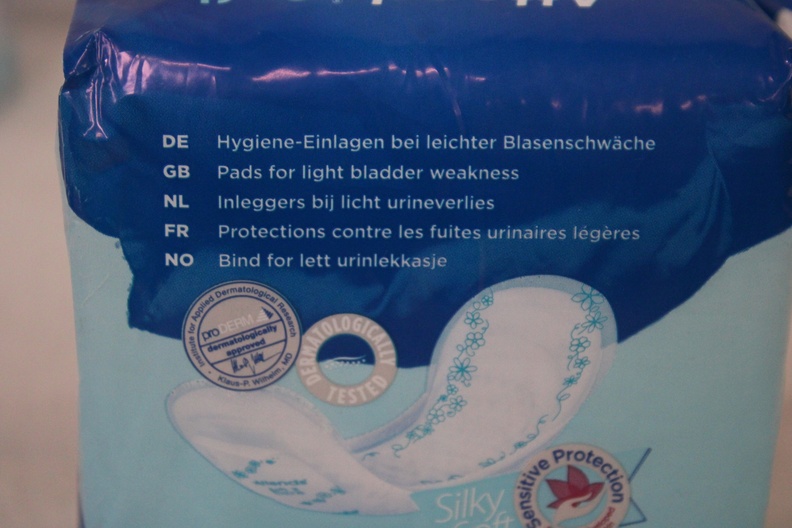 DE Hygiene-Einlagen bei leichter Blasenschwäche
GB Pads for light bladder weakness
NL Inleggers bij licht urineverlies
FR Protections contre les fuites urinaires légères
NO Bind for lett urinlekkasje
Institute for Applied Dermatological Research
proDERM
dermatologically
approved
Klaus-P. Wilhelm, MD
DERMATOLOGICALLY
TESTED
Sensitive Protection
Silky
Soft